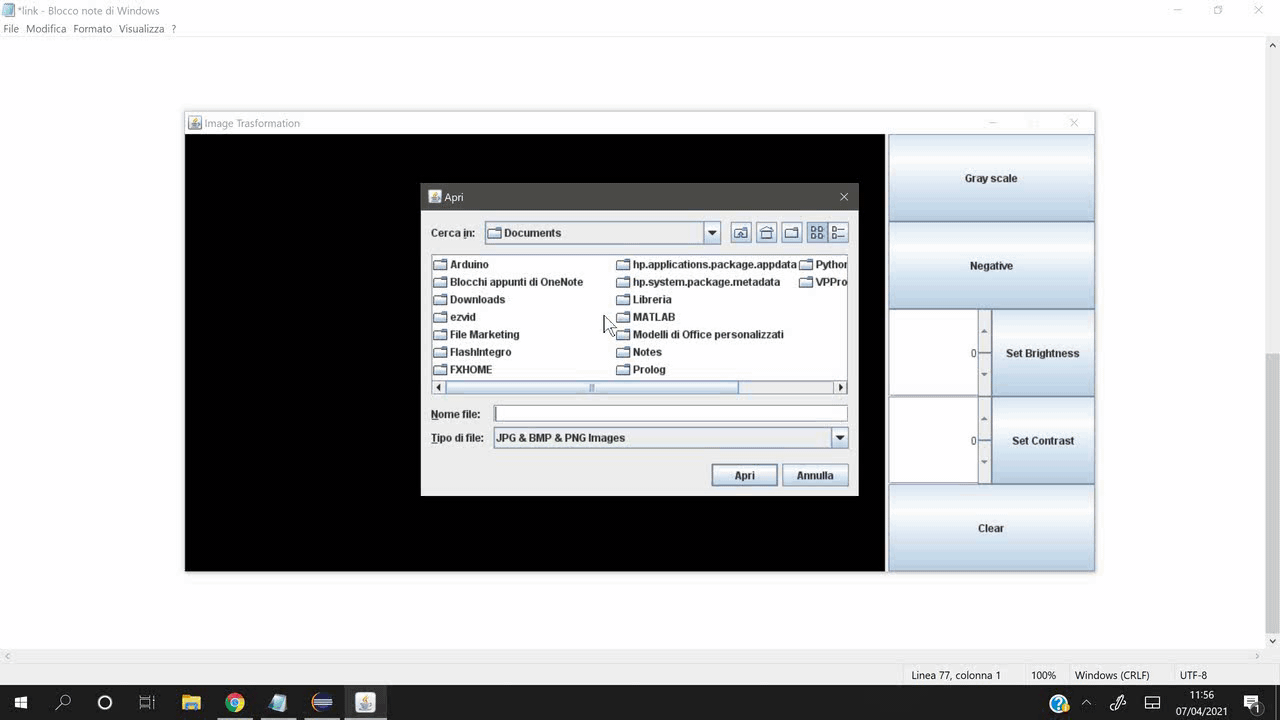 *link - Blocco note di Windows
File Modifica Formato Visualizza ?
Image Trasformation
Apri
Cerca in: Documents
Arduino
Blocchi appunti di OneNote
Downloads
ezvid
File Marketing
FlashIntegro
FXHOME
hp.applications.package.appdata
hp.system.package.metadata
Libreria
MATLAB
Modelli di Office personalizzati
Notes
Prolog
Python
VPPro
Nome file:
Tipo di file: JPG & BMP & PNG Images
Apri Annulla
Gray scale
Negative
0 Set Brightness
0 Set Contrast
Clear
Linea 77, colonna 1 100% Windows (CRLF) UTF-8
11:56
07/04/2021
1